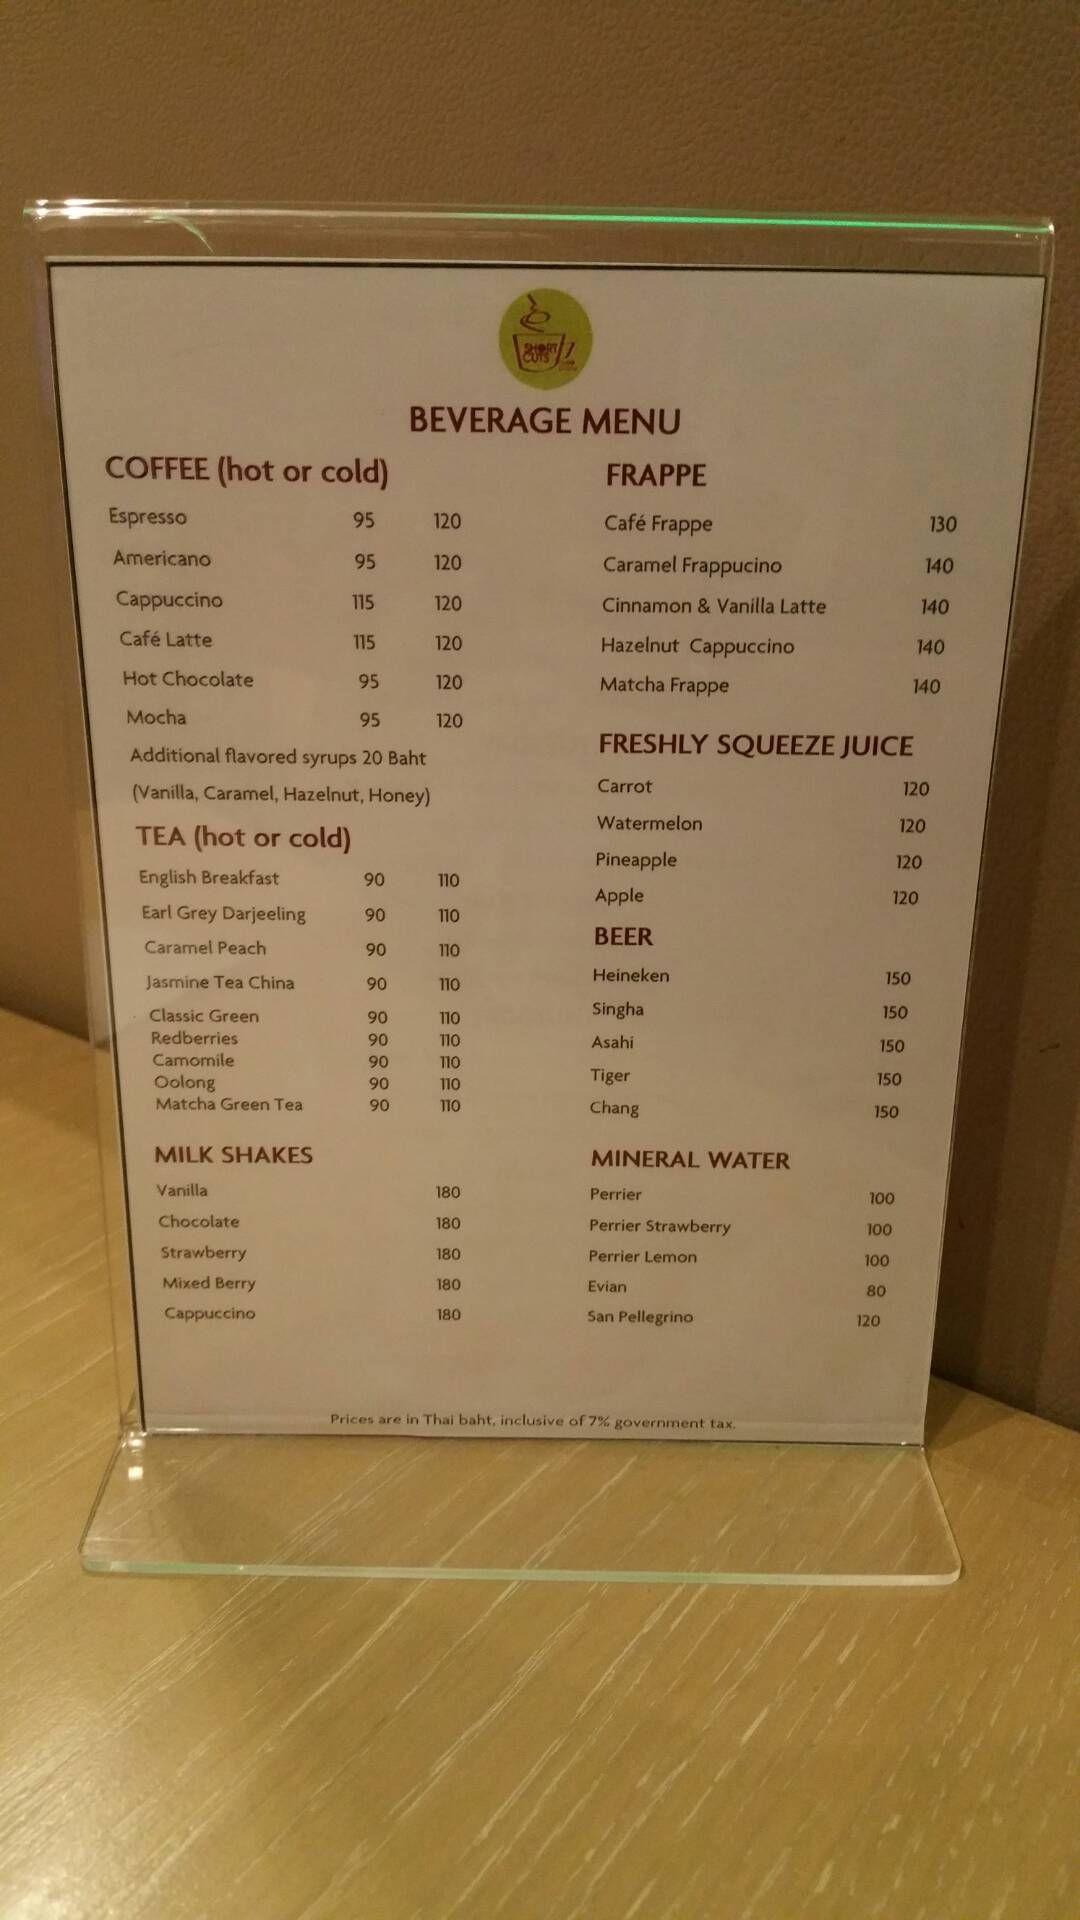 SHORT
CUTS
BEVERAGE MENU
COFFEE (hot or cold)
Espresso 95 120
Americano 95 120
Cappuccino 115 120
Café Latte 115 120
Hot Chocolate 95 120
Mocha 95 120
Additional flavored syrups 20 Baht
(Vanilla, Caramel, Hazelnut, Honey)
TEA (hot or cold)
English Breakfast 90 110
Earl Grey Darjeeling 90 110
Caramel Peach 90 110
Jasmine Tea China 90 110
Classic Green 90 110
Redberries 90 110
Camomile 90 110
Oolong 90 110
Matcha Green Tea 90 110
MILK SHAKES
Vanilla 180
Chocolate 180
Strawberry 180
Mixed Berry 180
Cappuccino 180
FRAPPE
Café Frappe 130
Caramel Frappucino 140
Cinnamon & Vanilla Latte 140
Hazelnut Cappuccino 140
Matcha Frappe 140
FRESHLY SQUEEZE JUICE
Carrot 120
Watermelon 120
Pineapple 120
Apple 120
BEER
Heineken 150
Singha 150
Asahi 150
Tiger 150
Chang 150
MINERAL WATER
Perrier 100
Perrier Strawberry 100
Perrier Lemon 100
Evian 80
San Pellegrino 120
Prices are in Thai baht, inclusive of 7% government tax.